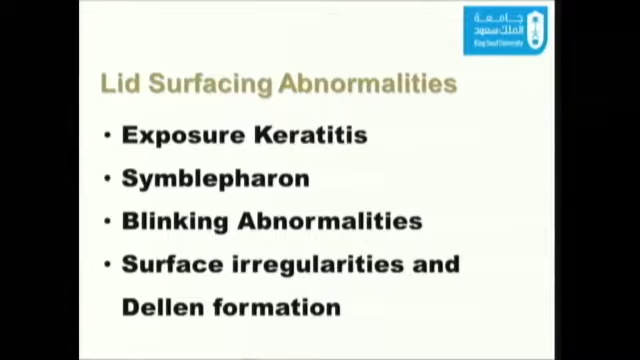 جامعة
الملك سعود
King Saud University
Lid Surfacing Abnormalities
• Exposure Keratitis
• Symblepharon
• Blinking Abnormalities
• Surface irregularities and
Dellen formation